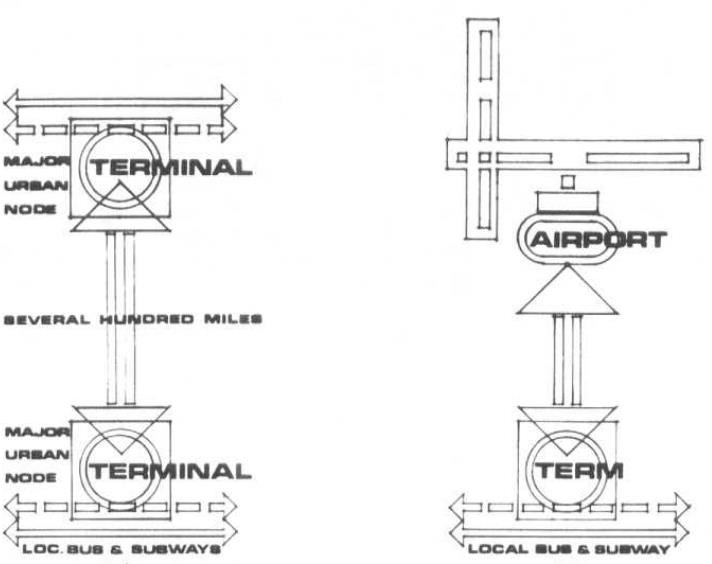 MAJOR
URBAN
NODE
TERMINAL
SEVERAL HUNDRED MILES
MAJOR
URBAN
NODE
TERMINAL
LOC. BUS & SUBWAYS
AIRPORT
TERM
LOCAL BUS & SUBWAY